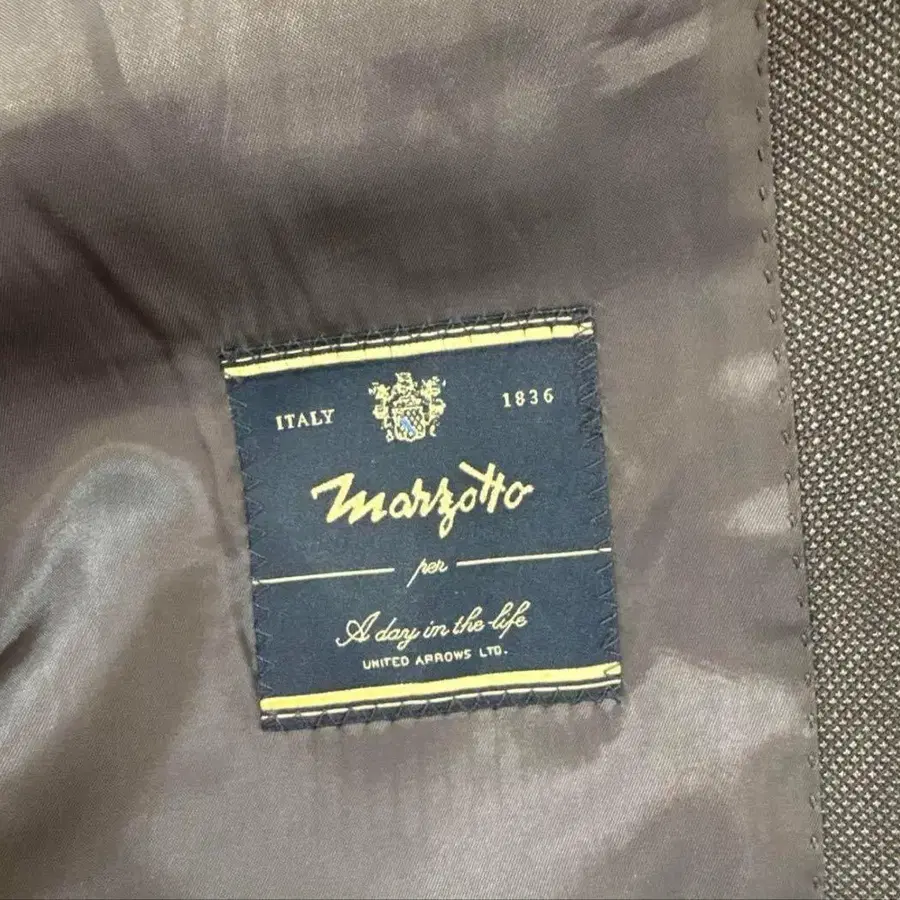 ITALY 1836
Marzotto
per
A day in the life
UNITED ARROWS LTD.